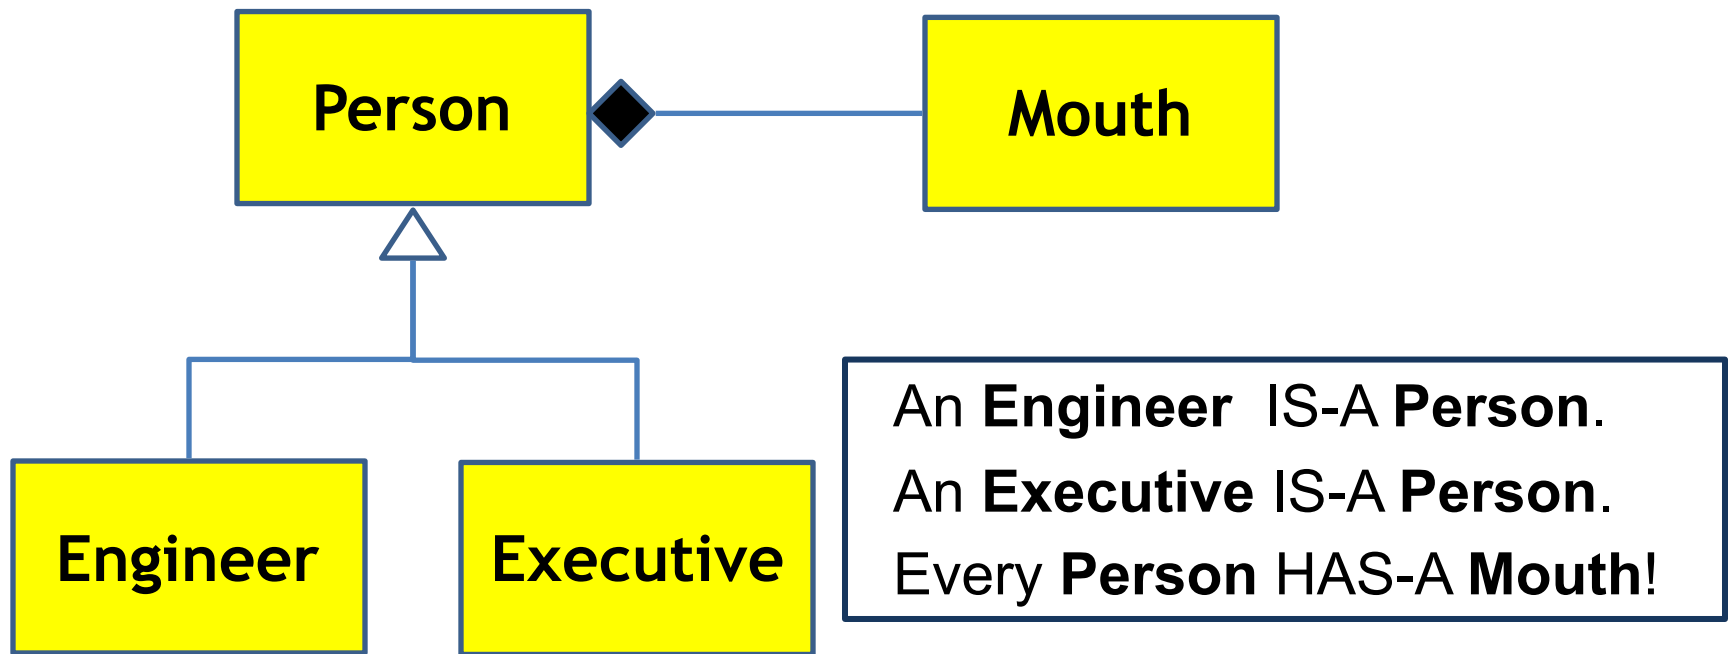 Person
Mouth
Engineer
Executive
An Engineer IS-A Person.
An Executive IS-A Person.
Every Person HAS-A Mouth!